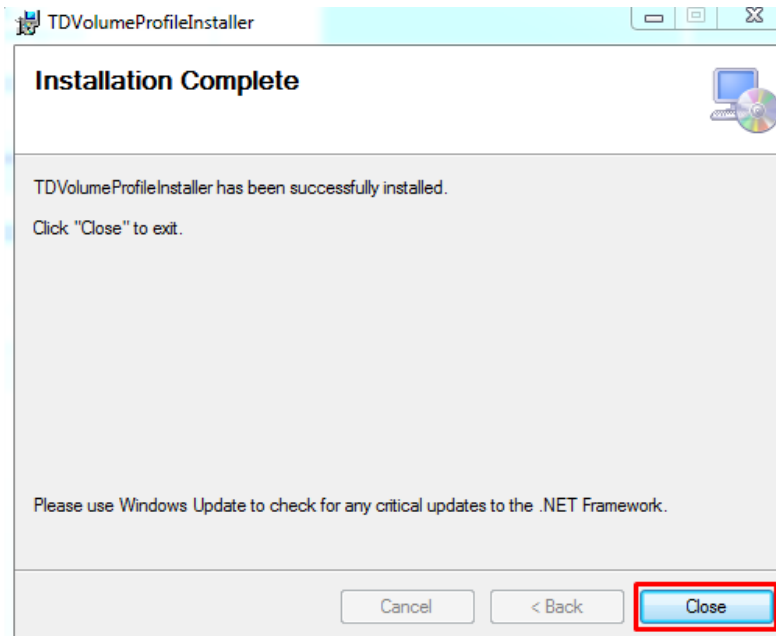 TDVolumeProfileInstaller
Installation Complete
TDVolumeProfileInstaller has been successfully installed.
Click "Close" to exit.
Please use Windows Update to check for any critical updates to the .NET Framework.
Cancel
< Back
Close